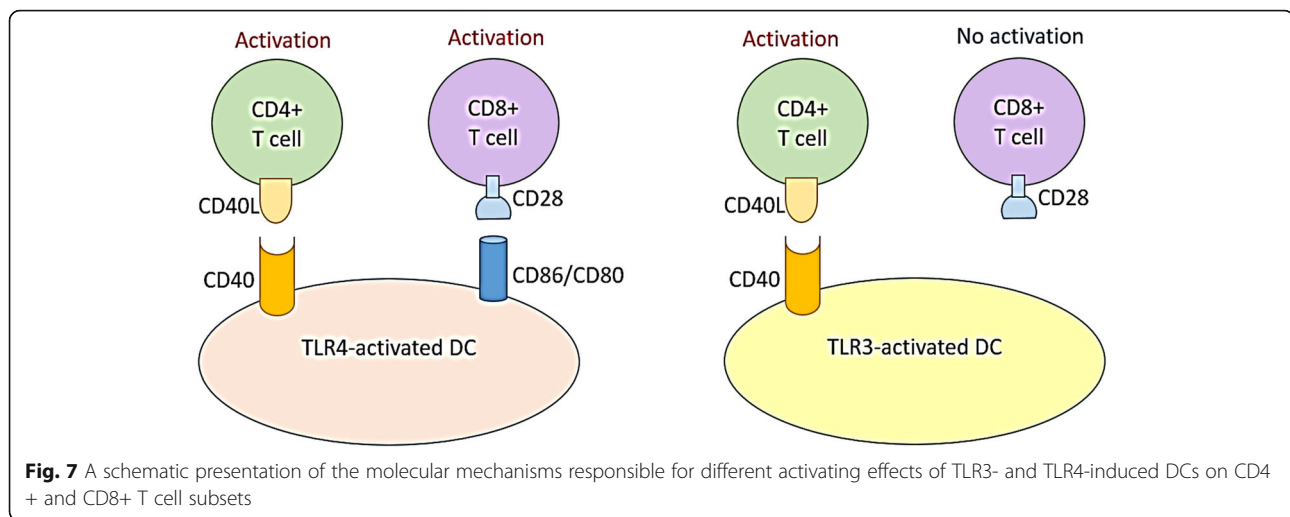 Activation
Activation
Activation
No activation
CD4+
T cell
CD8+
T cell
CD4+
T cell
CD8+
T cell
CD40L
CD28
CD40L
CD28
CD40
CD86/CD80
CD40
TLR4-activated DC
TLR3-activated DC
Fig. 7 A schematic presentation of the molecular mechanisms responsible for different activating effects of TLR3- and TLR4-induced DCs on CD4
+ and CD8+ T cell subsets